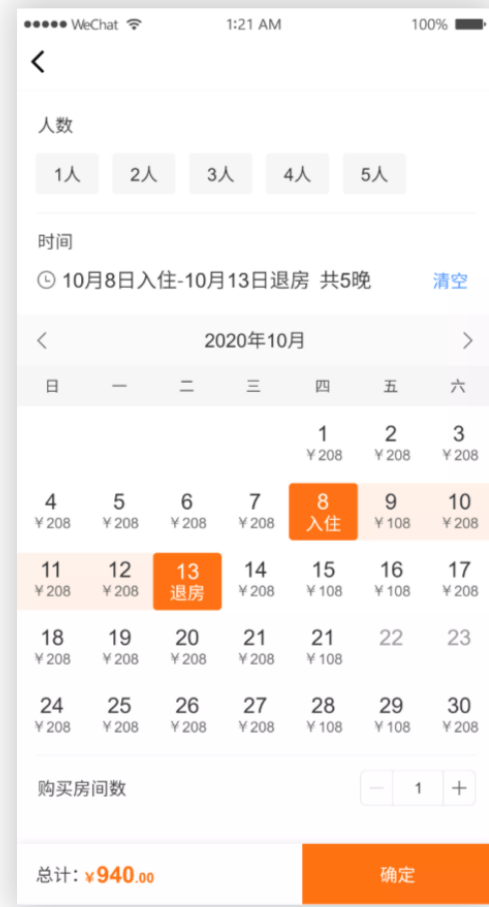 WeChat 1:21 AM 100%
人数
1人 2人 3人 4人 5人
时间
10月8日入住-10月13日退房 共5晚 清空
2020年10月
日 一 二 三 四 五 六
1 2 3
¥208 ¥208 ¥208
4 5 6 7 8 9 10
¥208 ¥208 ¥208 ¥208 入住 ¥108 ¥208
11 12 13 14 15 16 17
¥208 ¥208 退房 ¥208 ¥108 ¥108 ¥208
18 19 20 21 21 22 23
¥208 ¥208 ¥208 ¥208 ¥108
24 25 26 27 28 29 30
¥208 ¥208 ¥208 ¥208 ¥108 ¥108 ¥208
购买房间数 1
总计：¥940.00 确定